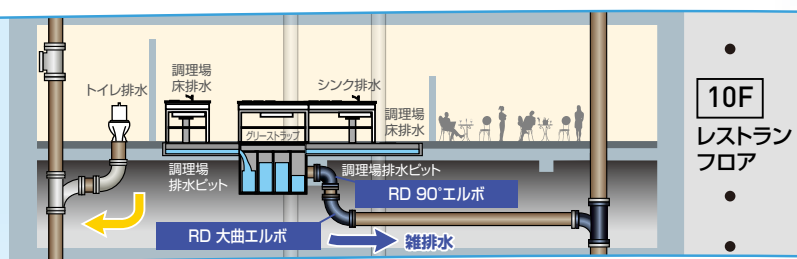 トイレ排水
調理場
床排水
シンク排水
調理場
床排水
グリーストラップ
調理場
排水ピット
調理場排水ピット
RD 90°エルボ
RD 大曲エルボ
雑排水
10F
レストラン
フロア